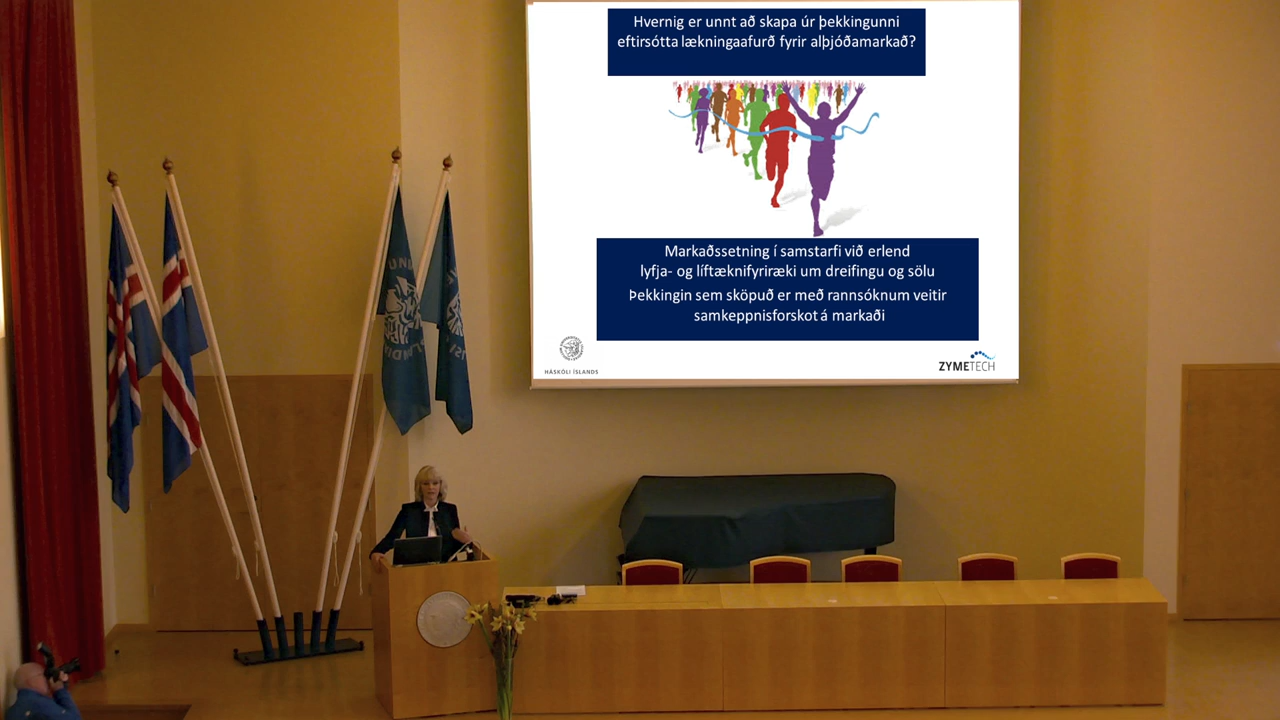 Hvernig er unnt að skapa úr þekkingunni
eftirsótta lækningaafurð fyrir alþjóðamarkað?
Markaðssetning í samstarfi við erlend
lyfja- og líftæknifyriræki um dreifingu og sölu
Þekkingin sem sköpuð er með rannsóknum veitir
samkeppnisforskot á markaði
HÁSKÓLI ÍSLANDS
ZYMETECH